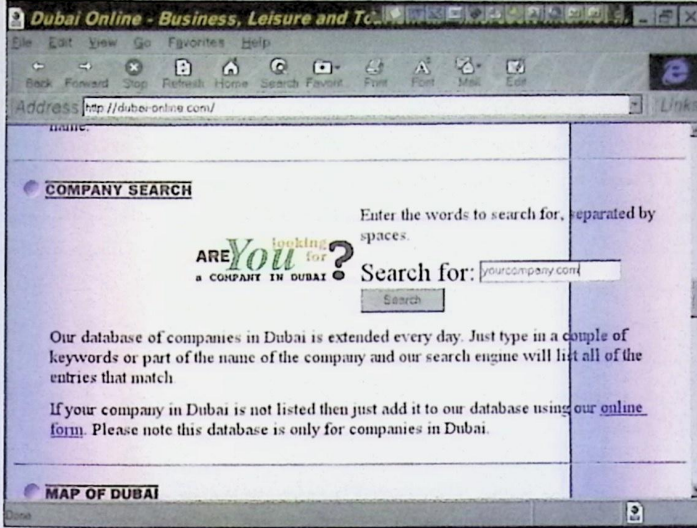 Dubai Online - Business, Leisure and To
File Edit View Go Favorites Help
Back Forward Stop Refresh Home Search Favorit Print Font Mail Edit
Address http://dubai-online.com/ Link
name.
COMPANY SEARCH
Enter the words to search for, separated by
spaces.
ARE You looking for ?
a COMPANY IN DUBAI
Search for: yourcompany.com
Search
Our database of companies in Dubai is extended every day. Just type in a couple of
keywords or part of the name of the company and our search engine will list all of the
entries that match
If your company in Dubai is not listed then just add it to our database using our online
form. Please note this database is only for companies in Dubai.
MAP OF DUBAI
Done